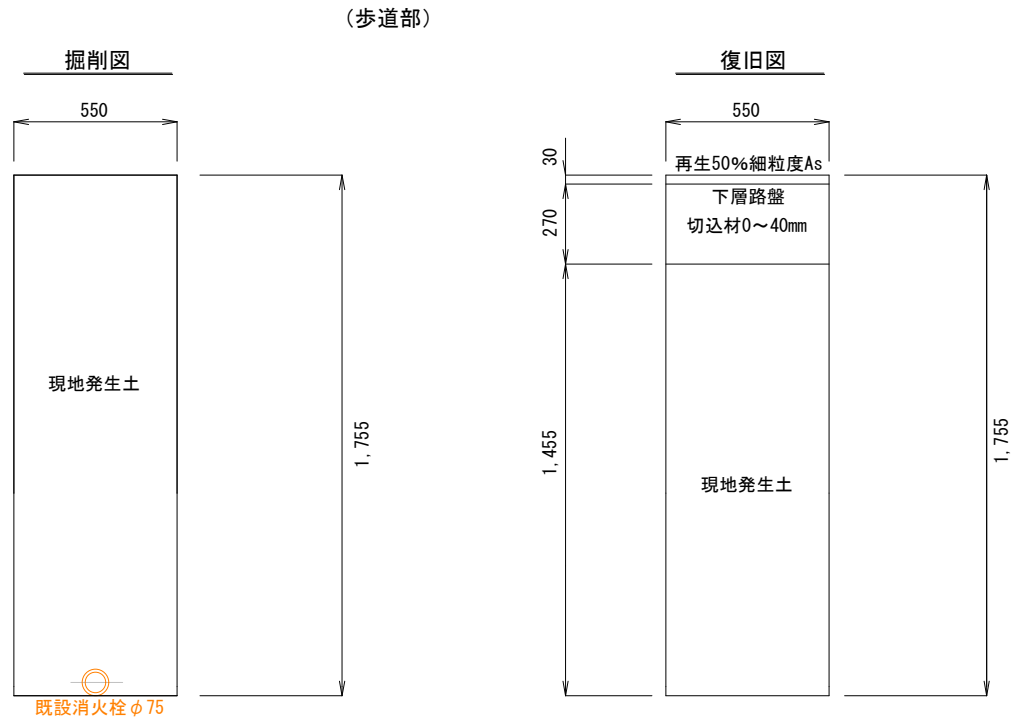 （歩道部）
掘削図
550
現地発生土
1,755
既設消火栓φ75
復旧図
550
30
再生50%細粒度As
270
下層路盤
切込材0～40mm
1,455
現地発生土
1,755